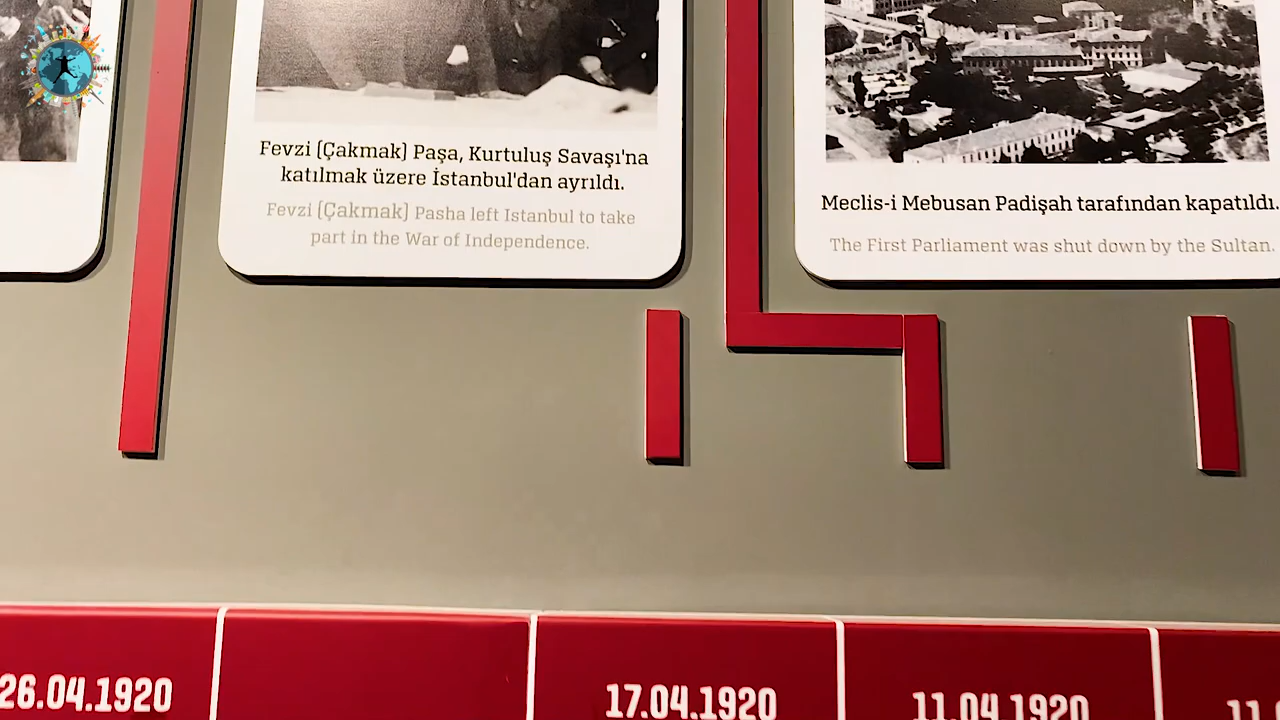 Fevzi (Çakmak) Paşa, Kurtuluş Savaşı'na
katılmak üzere İstanbul'dan ayrıldı.
Fevzi (Çakmak) Pasha left Istanbul to take
part in the War of Independence.
Meclis-i Mebusan Padişah tarafından kapatıldı.
The First Parliament was shut down by the Sultan.
26.04.1920
17.04.1920
11.04.1920